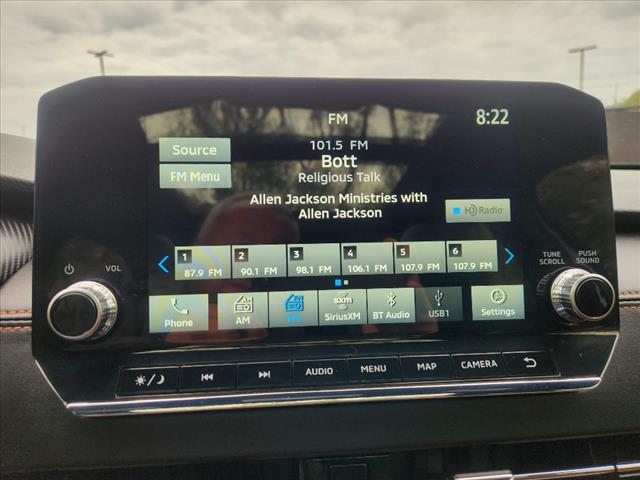 FM
8:22
Source
101.5 FM
Bott
FM Menu
Religious Talk
Allen Jackson Ministries with
Allen Jackson
HD Radio
VOL
TUNE SCROLL
PUSH SOUND
1 87.9 FM
2 90.1 FM
3 98.1 FM
4 106.1 FM
5 107.9 FM
6 107.9 FM
Phone
AM
AM
FM
FM
sxm
SiriusXM
BT Audio
USB1
Settings
AUDIO
MENU
MAP
CAMERA